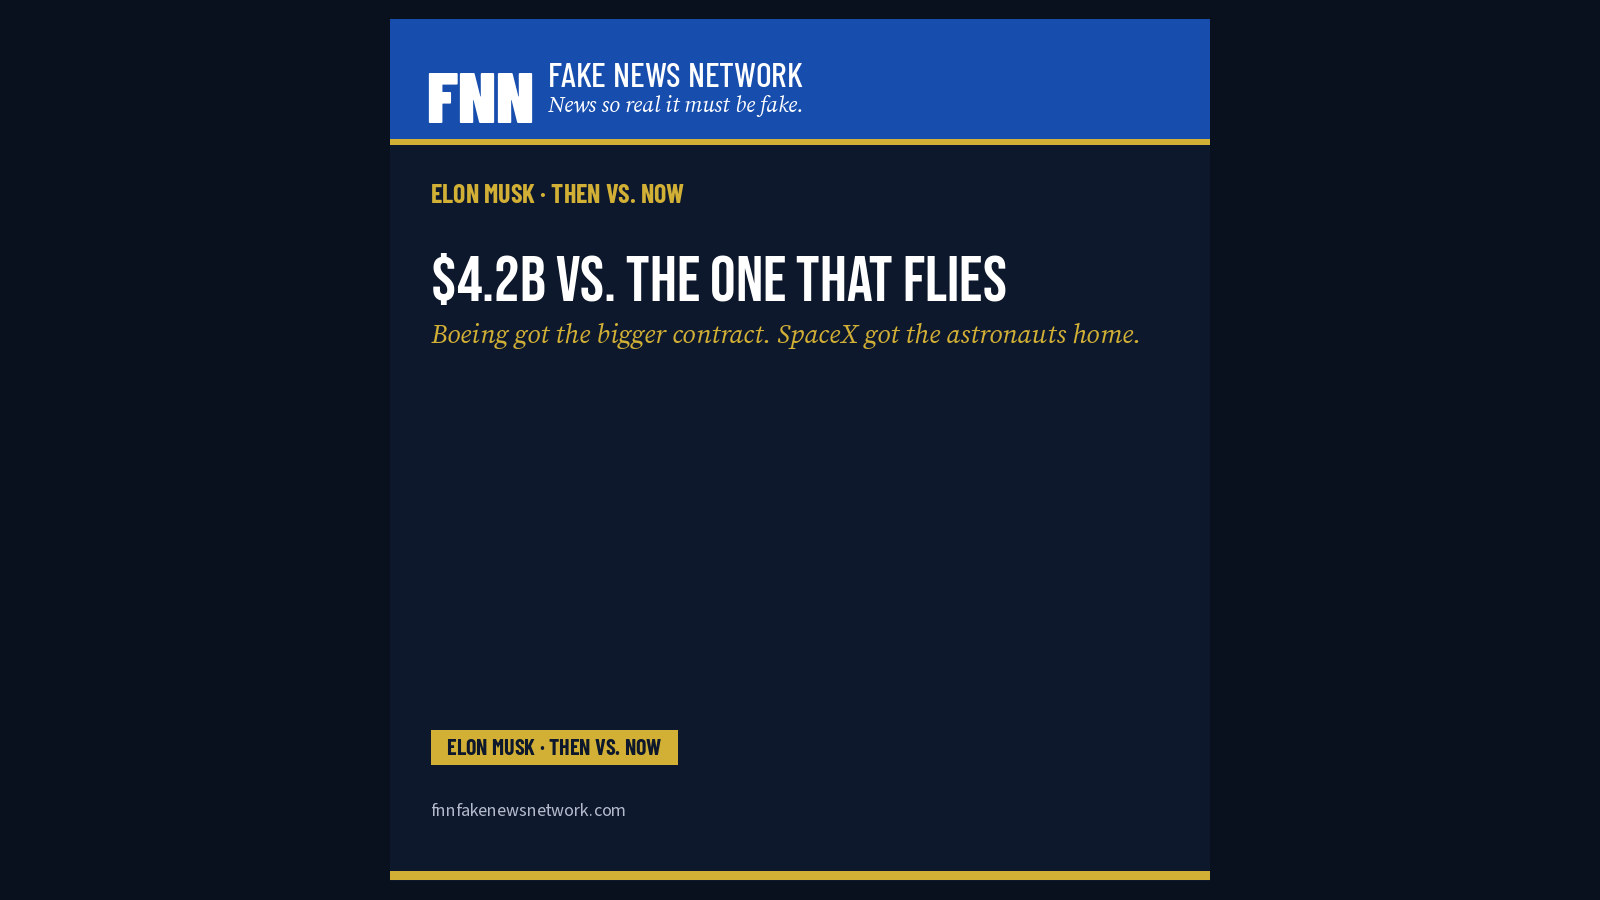 FNN
FAKE NEWS NETWORK
News so real it must be fake.
ELON MUSK · THEN VS. NOW
$4.2B VS. THE ONE THAT FLIES
Boeing got the bigger contract. SpaceX got the astronauts home.
ELON MUSK · THEN VS. NOW
fnnfakenewsnetwork.com